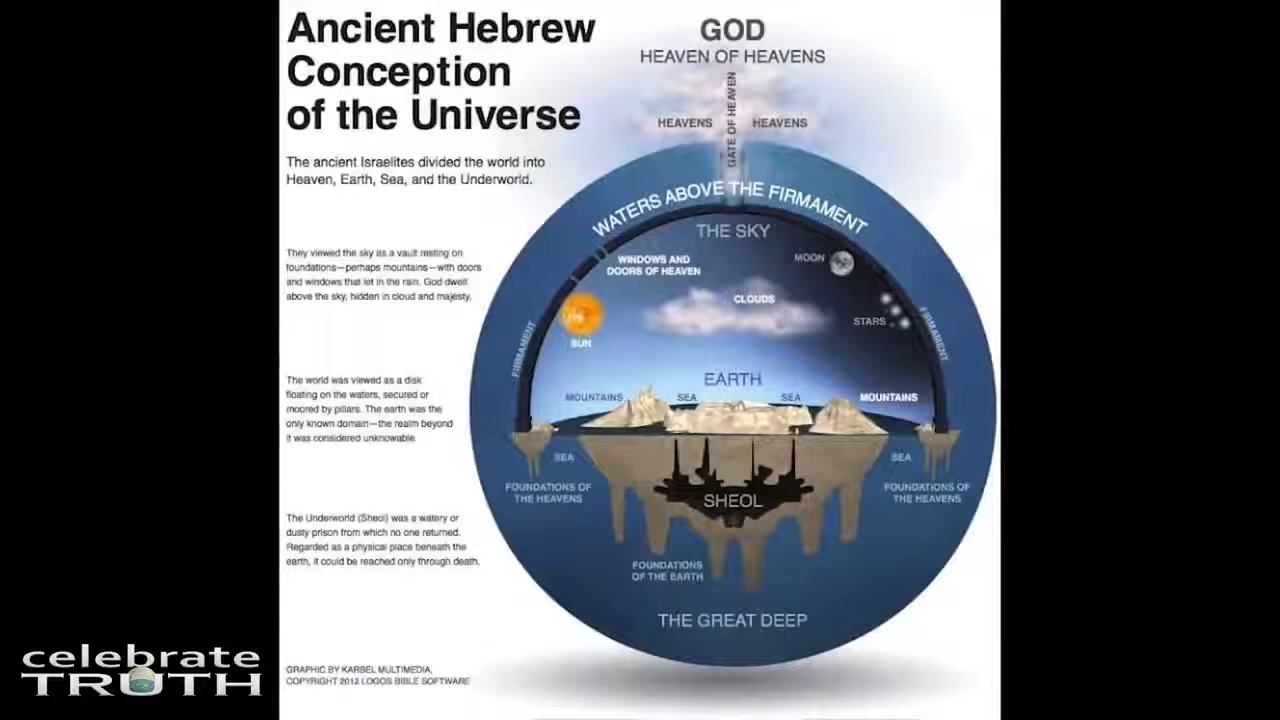 Ancient Hebrew
Conception
of the Universe
The ancient Israelites divided the world into
Heaven, Earth, Sea, and the Underworld.
They viewed the sky as a vault resting on
foundations—perhaps mountains—with doors
and windows that let in the rain. God dwelt
above the sky, hidden in cloud and majesty.
The world was viewed as a disk
floating on the waters, secured or
moored by pillars. The earth was the
only known domain—the realm beyond
it was considered unknowable.
The Underworld (Sheol) was a watery or
dusty prison from which no one returned.
Regarded as a physical place beneath the
earth, it could be reached only through death.
GRAPHIC BY KARBEL MULTIMEDIA,
COPYRIGHT 2012 LOGOS BIBLE SOFTWARE
GOD
HEAVEN OF HEAVENS
HEAVENS
GATE OF HEAVEN
HEAVENS
WATERS ABOVE THE FIRMAMENT
THE SKY
WINDOWS AND
DOORS OF HEAVEN
MOON
CLOUDS
STARS
SUN
FIRMAMENT
FIRMAMENT
EARTH
MOUNTAINS
SEA
SEA
MOUNTAINS
SEA
SEA
FOUNDATIONS OF
THE HEAVENS
FOUNDATIONS OF
THE HEAVENS
SHEOL
FOUNDATIONS
OF THE EARTH
THE GREAT DEEP
celebrate
TRUTH